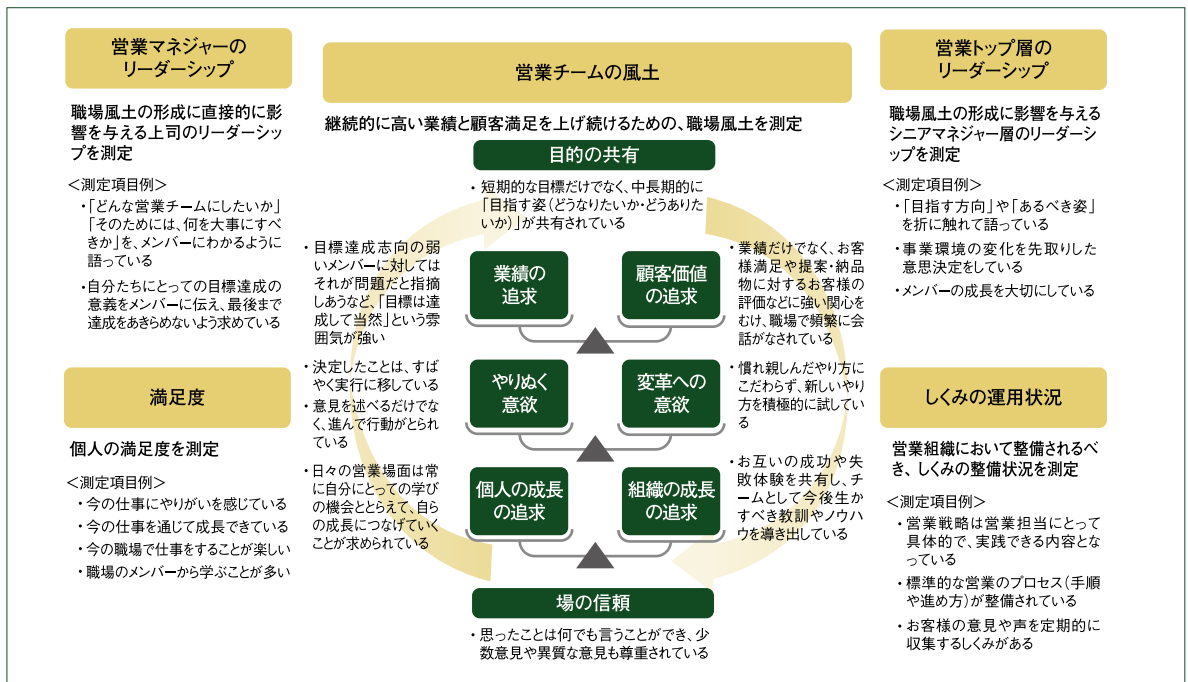 営業マネジャーの
リーダーシップ
職場風土の形成に直接的に影
響を与える上司のリーダーシッ
プを測定
＜測定項目例＞
・「どんな営業チームにしたいか」
「そのためには、何を大事にすべ
きか」を、メンバーにわかるように
語っている
・自分たちにとっての目標達成の
意義をメンバーに伝え、最後まで
達成をあきらめないよう求めている
満足度
個人の満足度を測定
＜測定項目例＞
・今の仕事にやりがいを感じている
・今の仕事を通じて成長できている
・今の職場で仕事をすることが楽しい
・職場のメンバーから学ぶことが多い
営業チームの風土
継続的に高い業績と顧客満足を上げ続けるための、職場風土を測定
目的の共有
・短期的な目標だけでなく、中長期的に
「目指す姿（どうなりたいか・どうありた
いか）」が共有されている
・目標達成志向の弱
いメンバーに対しては
それが問題だと指摘
しあうなど、「目標は達
成して当然」という雰
囲気が強い
業績の
追求
顧客価値
の追求
・業績だけでなく、お客
様満足や提案・納品
物に対するお客様の
評価などに強い関心を
むけ、職場で頻繁に会
話がなされている
・決定したことは、すば
やく実行に移している
・意見を述べるだけでな
く、進んで行動がとられ
ている
やりぬく
意欲
変革への
意欲
・慣れ親しんだやり方に
こだわらず、新しいやり
方を積極的に試してい
る
・日々の営業場面は常
に自分にとっての学び
の機会ととらえて、自ら
の成長につなげていく
ことが求められている
個人の成長
の追求
組織の成長
の追求
・お互いの成功や失
敗体験を共有し、チ
ームとして今後生か
すべき教訓やノウハ
ウを導き出している
場の信頼
・思ったことは何でも言うことができ、少
数意見や異質な意見も尊重されている
営業トップ層の
リーダーシップ
職場風土の形成に影響を与える
シニアマネジャー層のリーダーシ
ップを測定
＜測定項目例＞
・「目指す方向」や「あるべき姿」
を折に触れて語っている
・事業環境の変化を先取りした
意思決定をしている
・メンバーの成長を大切にしている
しくみの運用状況
営業組織において整備されるべ
き、しくみの整備状況を測定
＜測定項目例＞
・営業戦略は営業担当にとって
具体的で、実践できる内容とな
っている
・標準的な営業のプロセス（手順
や進め方）が整備されている
・お客様の意見や声を定期的に
収集するしくみがある